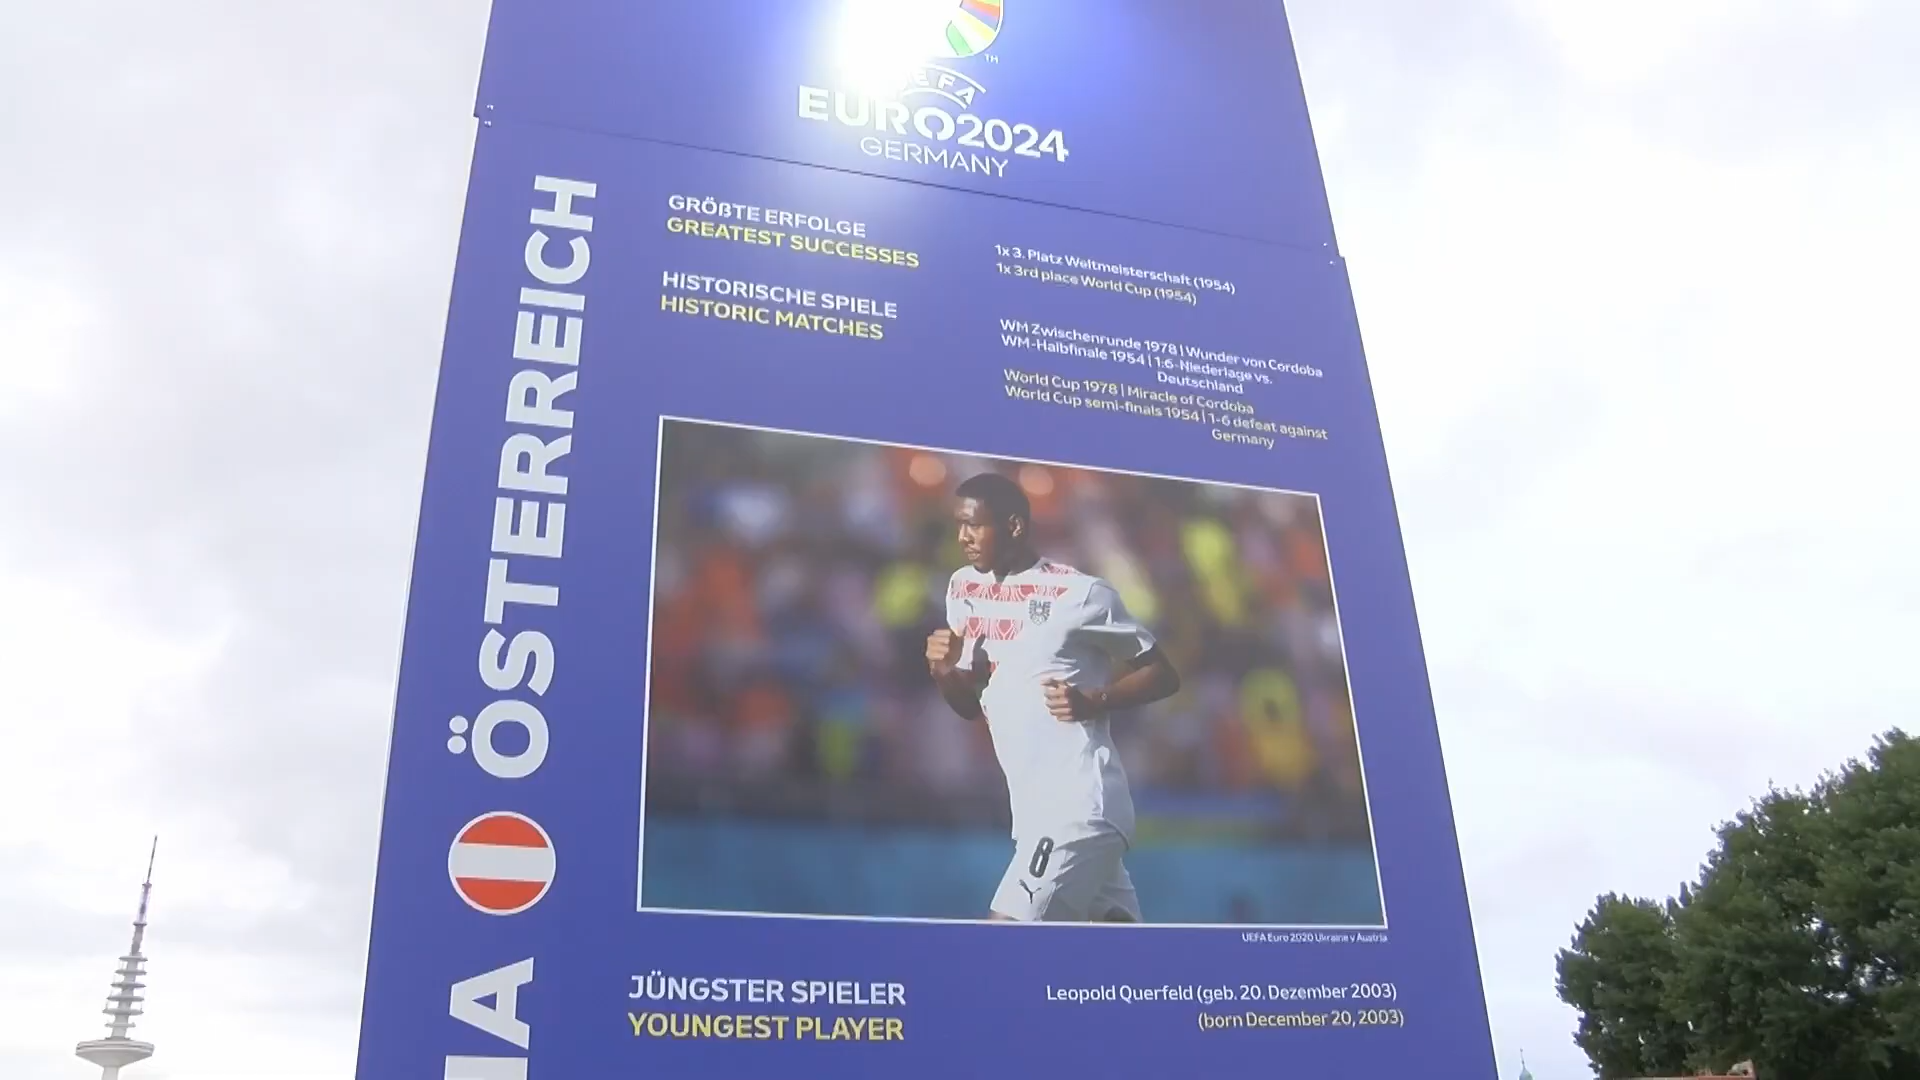 TM
UEFA
EURO2024
GERMANY
ÖSTERREICH
GRÖßTE ERFOLGE
GREATEST SUCCESSES
1x 3. Platz Weltmeisterschaft (1954)
1x 3rd place World Cup (1954)
HISTORISCHE SPIELE
HISTORIC MATCHES
WM Zwischenrunde 1978 | Wunder von Cordoba
WM-Halbfinale 1954 | 1:6-Niederlage vs.
Deutschland
World Cup 1978 | Miracle of Cordoba
World Cup semi-finals 1954 | 1-6 defeat against
Germany
8
UEFA Euro 2020 Ukraine v Austria
JÜNGSTER SPIELER
YOUNGEST PLAYER
Leopold Querfeld (geb. 20. Dezember 2003)
(born December 20, 2003)